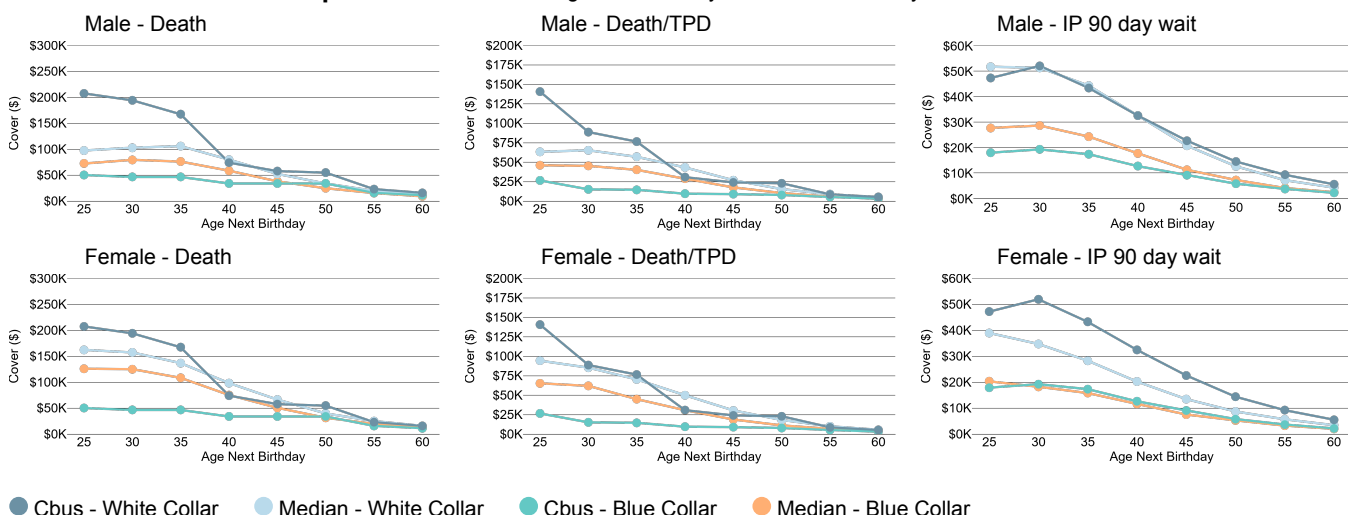 Male - Death
$300K
$250K
$200K
$150K
$100K
$50K
$0K
Cover ($)
25 30 35 40 45 50 55 60
Age Next Birthday
Male - Death/TPD
$200K
$175K
$150K
$125K
$100K
$75K
$50K
$25K
$0K
Cover ($)
25 30 35 40 45 50 55 60
Age Next Birthday
Male - IP 90 day wait
$60K
$50K
$40K
$30K
$20K
$10K
$0K
Cover ($)
25 30 35 40 45 50 55 60
Age Next Birthday
Female - Death
$300K
$250K
$200K
$150K
$100K
$50K
$0K
Cover ($)
25 30 35 40 45 50 55 60
Age Next Birthday
Female - Death/TPD
$200K
$175K
$150K
$125K
$100K
$75K
$50K
$25K
$0K
Cover ($)
25 30 35 40 45 50 55 60
Age Next Birthday
Female - IP 90 day wait
$60K
$50K
$40K
$30K
$20K
$10K
$0K
Cover ($)
25 30 35 40 45 50 55 60
Age Next Birthday
Cbus - White Collar Median - White Collar Cbus - Blue Collar Median - Blue Collar